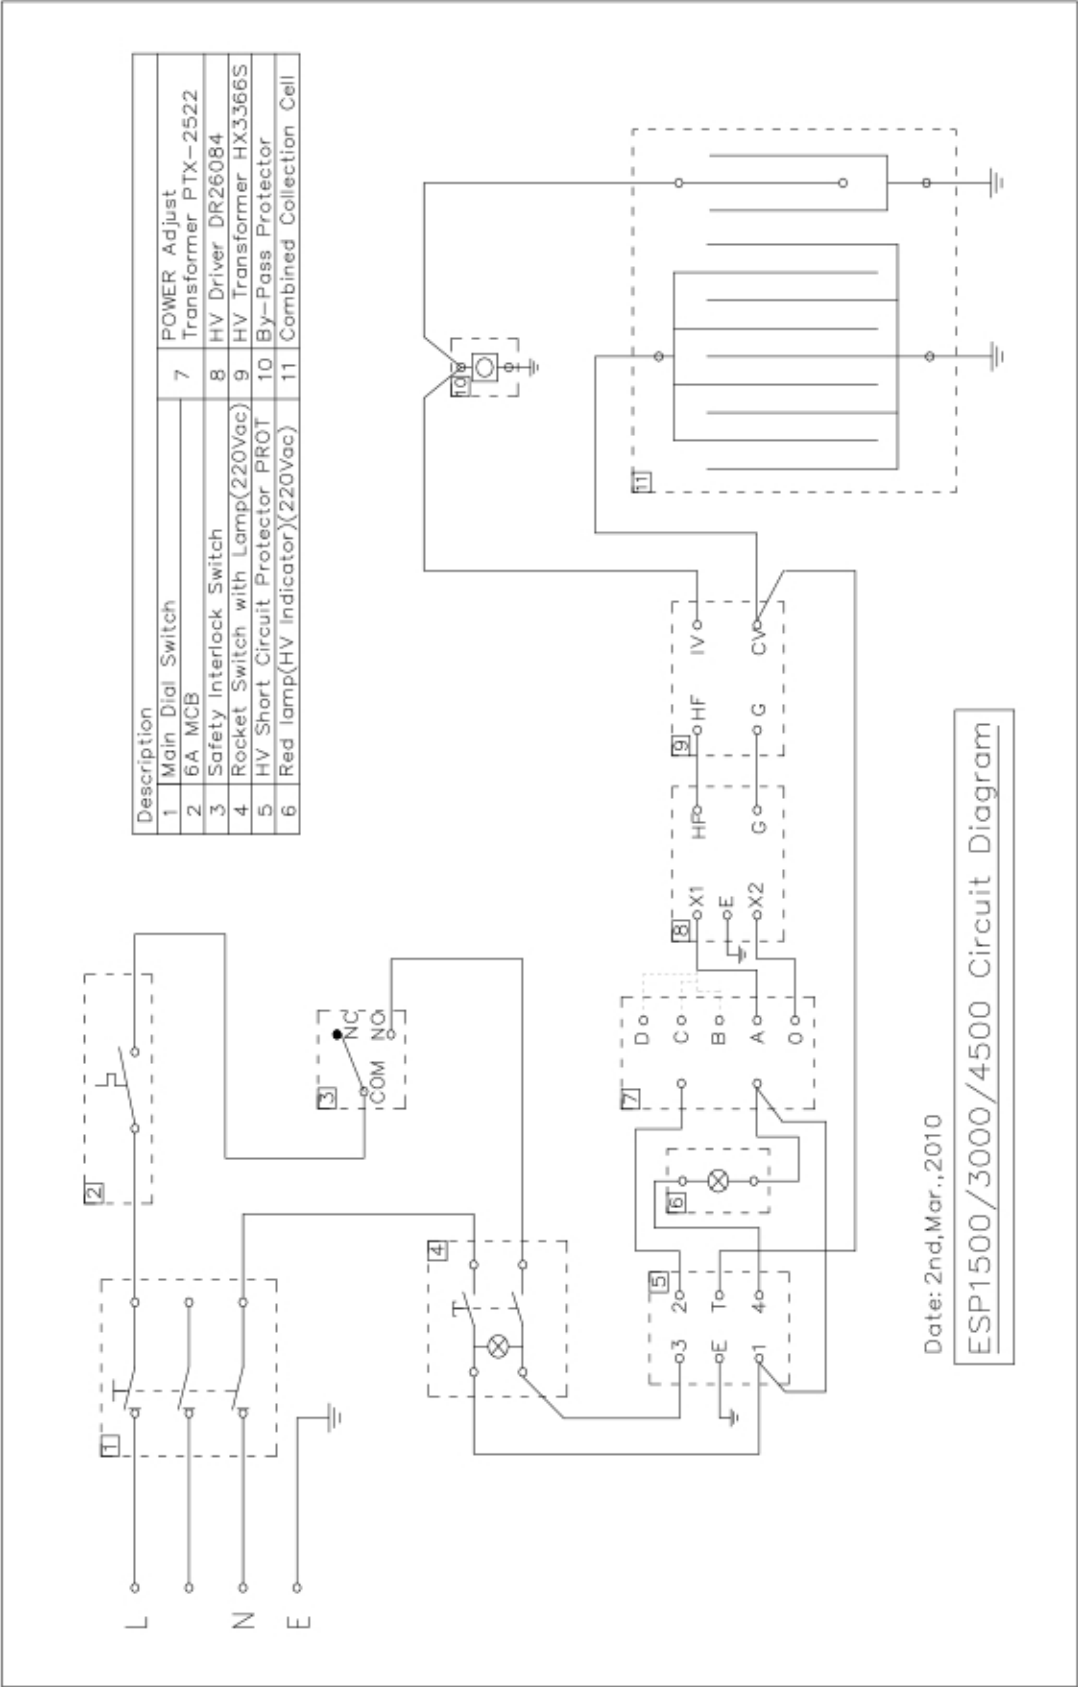 L
N
E
1
2
3
COM
NC
NO
4
5
3
2
E
T
1
4
6
7
D
C
B
A
O
8
X1
E
X2
HF
G
9
HF
G
IV
CV
10
11
Description
1 Main Dial Switch
2 6A MCB
3 Safety Interlock Switch
4 Rocket Switch with Lamp(220Vac)
5 HV Short Circuit Protector PROT
6 Red lamp(HV Indicator)(220Vac)
7 POWER Adjust
Transformer PTX-2522
8 HV Driver DR26084
9 HV Transformer HX3366S
10 By-Pass Protector
11 Combined Collection Cell
Date: 2nd,Mar.,2010
ESP1500/3000/4500 Circuit Diagram